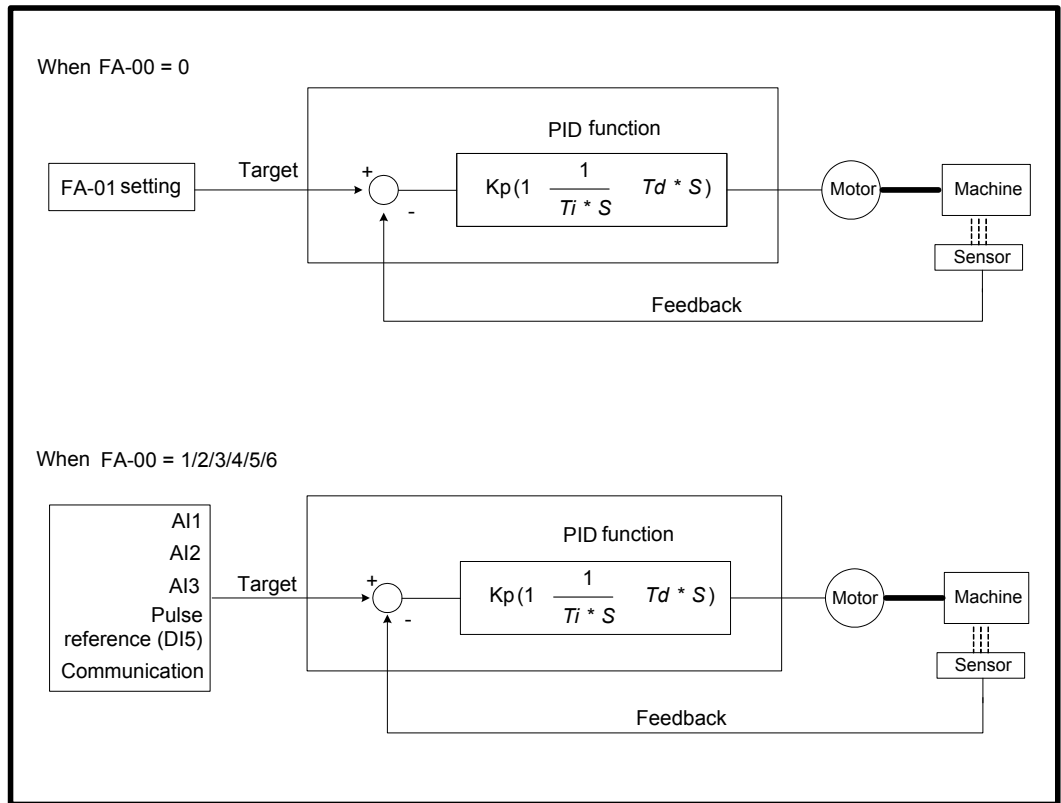 When FA-00 = 0
PID function
FA-01 setting
Target
+
-
Kp(1 1/Ti * S Td * S)
Motor
Machine
Sensor
Feedback
When FA-00 = 1/2/3/4/5/6
AI1
AI2
AI3
Pulse
reference (DI5)
Communication
Target
+
-
PID function
Kp(1 1/Ti * S Td * S)
Motor
Machine
Sensor
Feedback